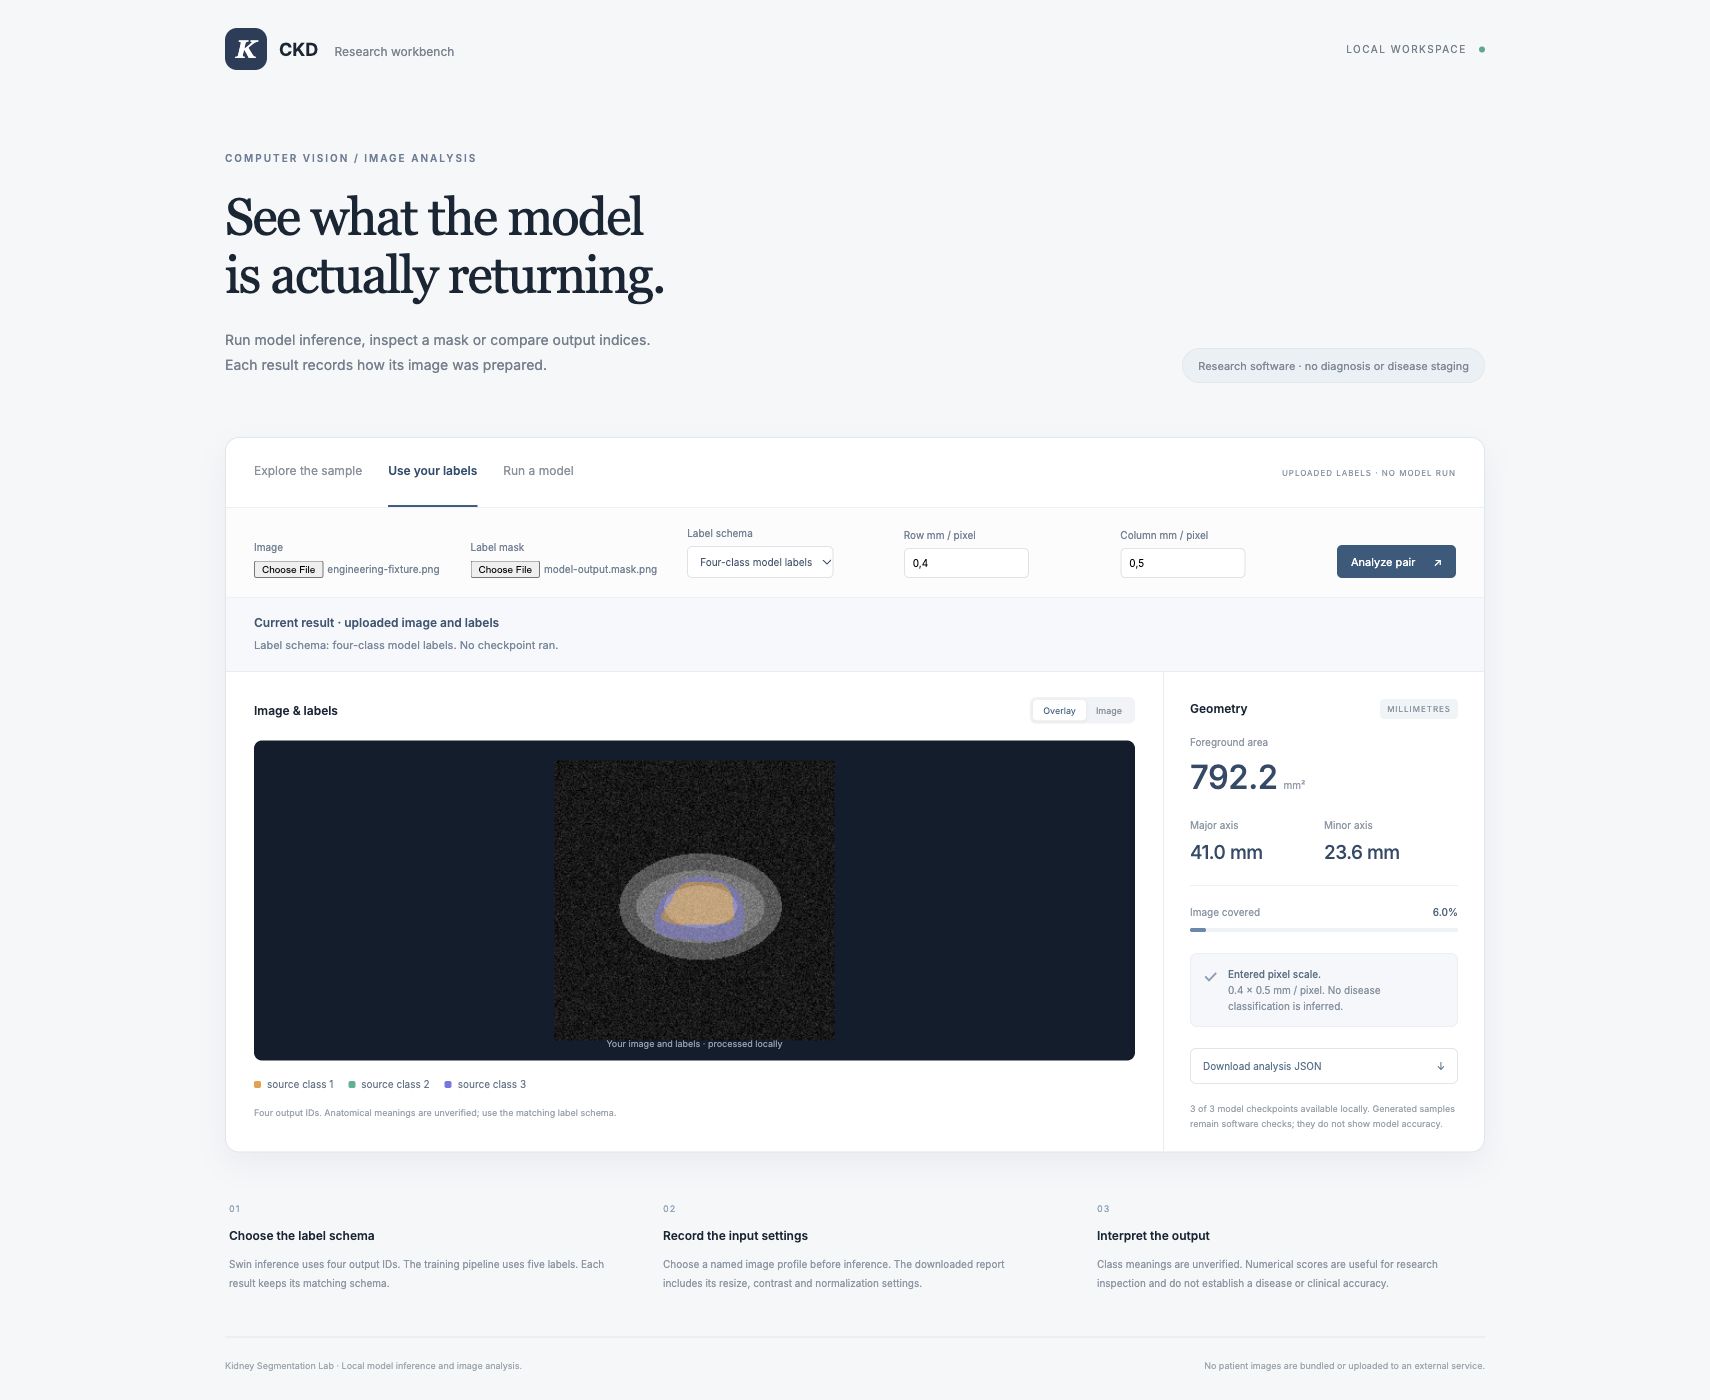 K CKD Research workbench
LOCAL WORKSPACE
COMPUTER VISION / IMAGE ANALYSIS
See what the model
is actually returning.
Run model inference, inspect a mask or compare output indices.
Each result records how its image was prepared.
Research software · no diagnosis or disease staging
Explore the sample Use your labels Run a model
UPLOADED LABELS · NO MODEL RUN
Image
Choose File engineering-fixture.png
Label mask
Choose File model-output.mask.png
Label schema
Four-class model labels
Row mm / pixel
0,4
Column mm / pixel
0,5
Analyze pair ↗
Current result · uploaded image and labels
Label schema: four-class model labels. No checkpoint ran.
Image & labels
Overlay Image
Your image and labels · processed locally
source class 1 source class 2 source class 3
Four output IDs. Anatomical meanings are unverified; use the matching label schema.
Geometry
MILLIMETRES
Foreground area
792.2 mm²
Major axis
41.0 mm
Minor axis
23.6 mm
Image covered 6.0%
Entered pixel scale.
0.4 × 0.5 mm / pixel. No disease
classification is inferred.
Download analysis JSON ↓
3 of 3 model checkpoints available locally. Generated samples
remain software checks; they do not show model accuracy.
01
Choose the label schema
Swin inference uses four output IDs. The training pipeline uses five labels. Each
result keeps its matching schema.
02
Record the input settings
Choose a named image profile before inference. The downloaded report
includes its resize, contrast and normalization settings.
03
Interpret the output
Class meanings are unverified. Numerical scores are useful for research
inspection and do not establish a disease or clinical accuracy.
Kidney Segmentation Lab · Local model inference and image analysis.
No patient images are bundled or uploaded to an external service.